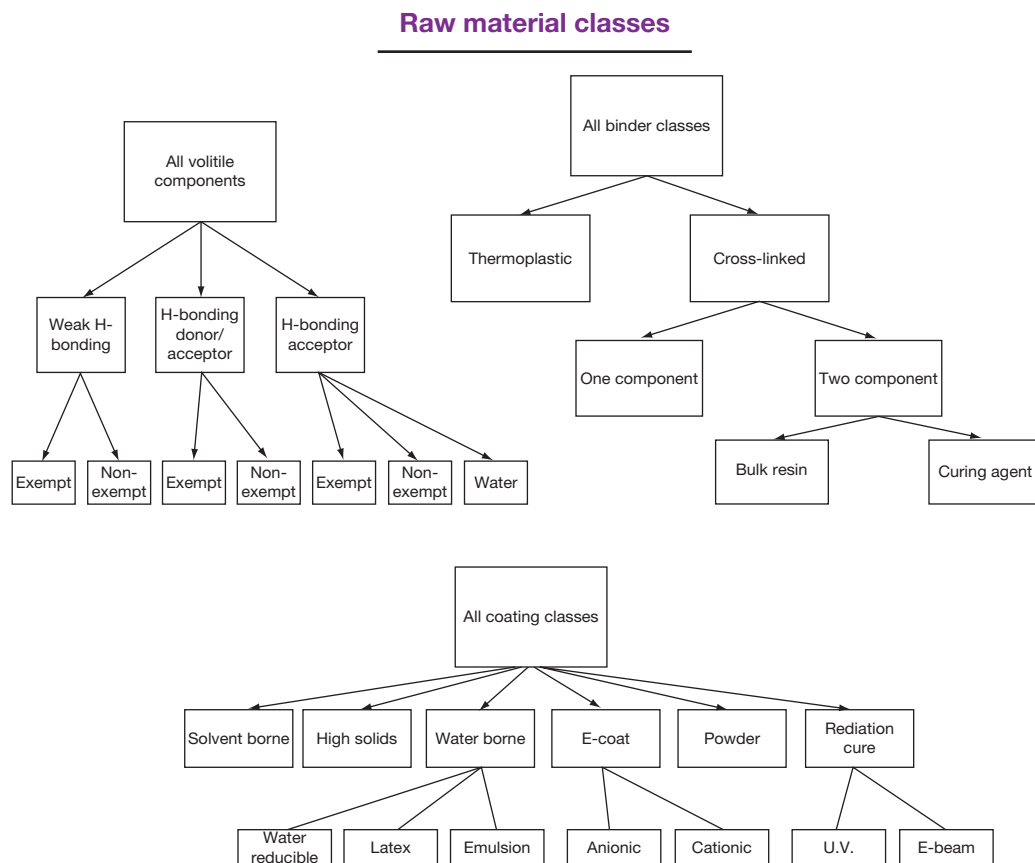 Raw material classes
All volitile
components
Weak H-
bonding
H-bonding
donor/
acceptor
H-bonding
acceptor
Exempt
Non-
exempt
Exempt
Non-
exempt
Exempt
Non-
exempt
Water
All binder classes
Thermoplastic
Cross-linked
One component
Two component
Bulk resin
Curing agent
All coating classes
Solvent borne
High solids
Water borne
E-coat
Powder
Rediation
cure
Water
reducible
Latex
Emulsion
Anionic
Cationic
U.V.
E-beam